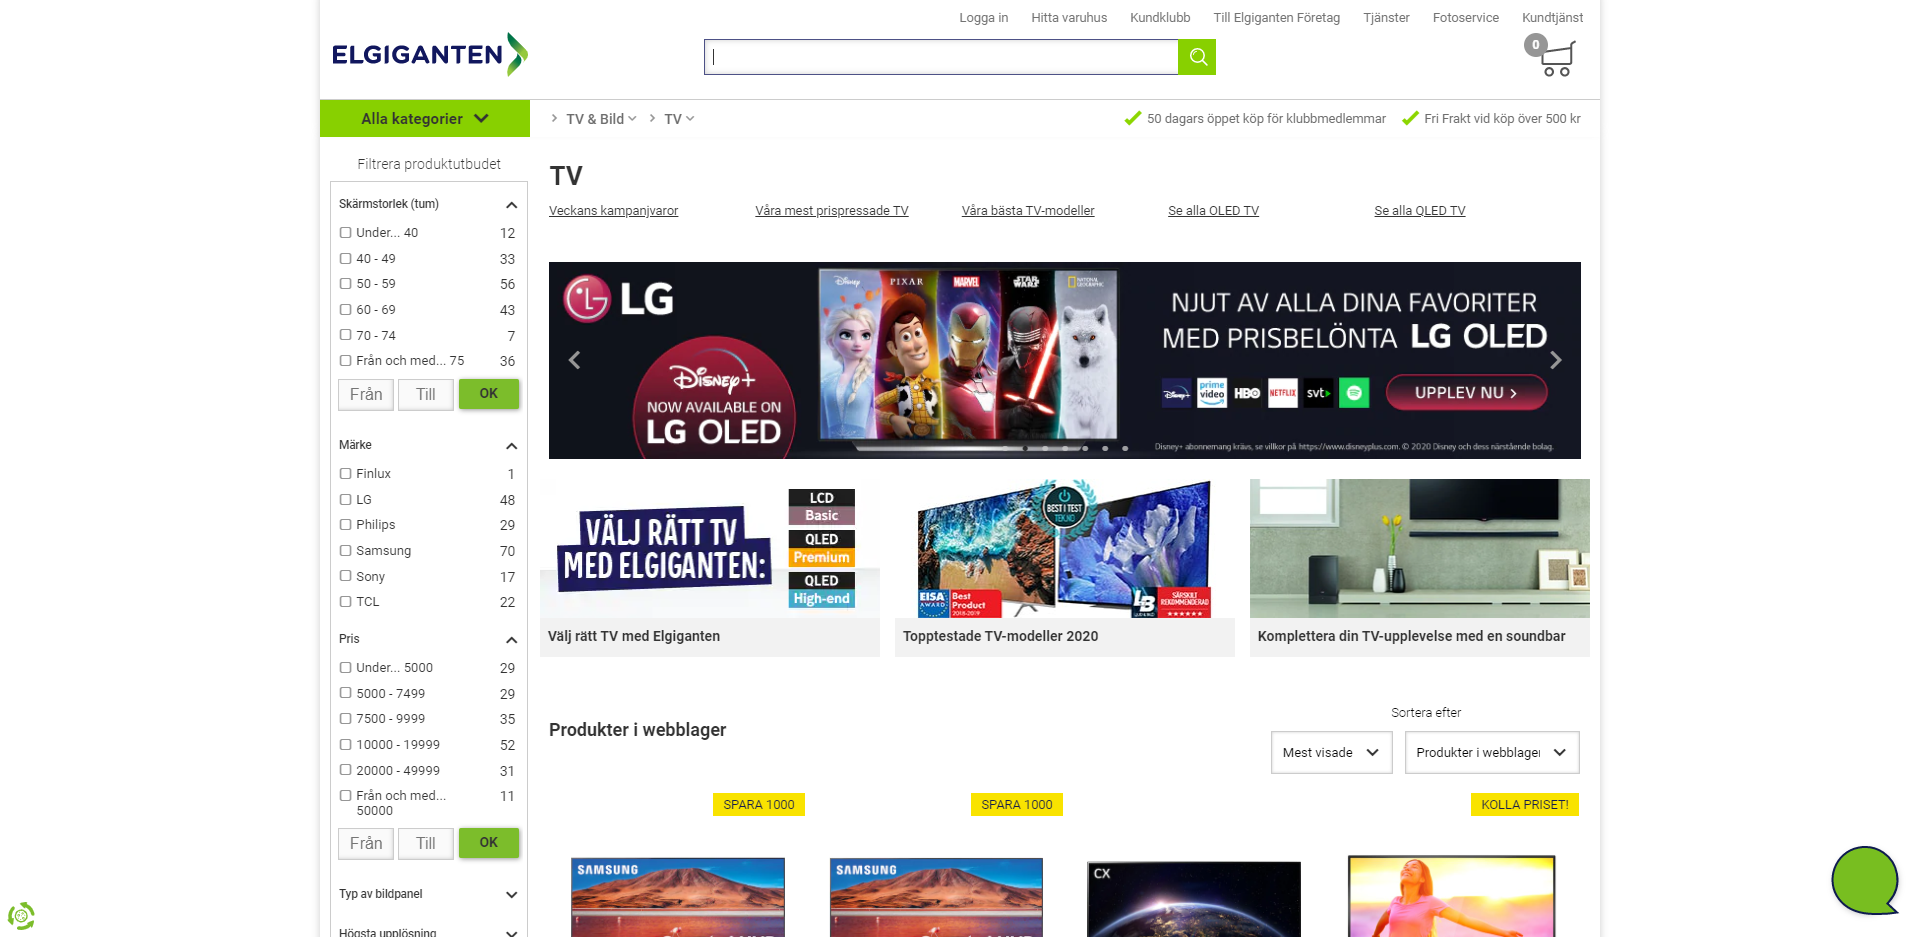 Logga in Hitta varuhus Kundklubb Till Elgiganten Företag Tjänster Fotoservice Kundtjänst
ELGIGANTEN
0
Alla kategorier
TV & Bild TV
50 dagars öppet köp för klubbmedlemmar Fri Frakt vid köp över 500 kr
Filtrera produktutbudet
Skärmstorlek (tum)
Under... 40 12
40 - 49 33
50 - 59 56
60 - 69 43
70 - 74 7
Från och med... 75 36
Från Till OK
Märke
Finlux 1
LG 48
Philips 29
Samsung 70
Sony 17
TCL 22
Pris
Under... 5000 29
5000 - 7499 29
7500 - 9999 35
10000 - 19999 52
20000 - 49999 31
Från och med... 11
50000
Från Till OK
Typ av bildpanel
Högsta upplösning
TV
Veckans kampanjvaror Våra mest prispressade TV Våra bästa TV-modeller Se alla OLED TV Se alla QLED TV
LG
Disney+
NOW AVAILABLE ON
LG OLED
Disney PIXAR MARVEL STAR WARS NATIONAL GEOGRAPHIC
NJUT AV ALLA DINA FAVORITER
MED PRISBELÖNTA LG OLED
Disney+ prime video HBO NETFLIX svt
UPPLEV NU >
Disney+ abonnemang krävs, se villkor på https://www.disneyplus.com. © 2020 Disney och dess närstående bolag.
VÄLJ RÄTT TV
MED ELGIGANTEN:
LCD
Basic
QLED
Premium
QLED
High-end
Välj rätt TV med Elgiganten
BEST I TEST
TEKNO
EISA
AWARD
Best
Product
2018-2019
LB
SÄRSKILT
REKOMMENDERAD
Topptestade TV-modeller 2020
Komplettera din TV-upplevelse med en soundbar
Produkter i webblager
Sortera efter
Mest visade Produkter i webblager
SPARA 1000 SPARA 1000 KOLLA PRISET!
SAMSUNG SAMSUNG CX